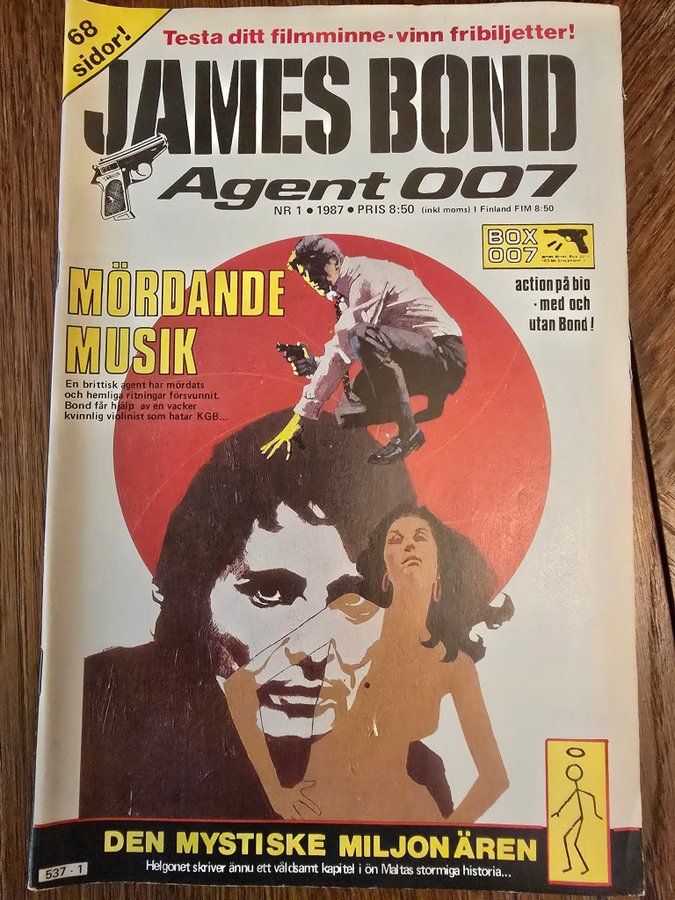 68
sidor!
Testa ditt filmminne · vinn fribiljetter!
JAMES BOND
Agent 007
NR 1 • 1987 • PRIS 8:50 (inkl moms) I Finland FIM 8:50
BOX
007
action på bio
· med och
utan Bond!
MÖRDANDE
MUSIK
En brittisk agent har mördats
och hemliga ritningar försvunnit.
Bond får hjälp av en vacker
kvinnlig violinist som hatar KGB...
DEN MYSTISKE MILJONÄREN
Helgonet skriver ännu ett våldsamt kapitel i ön Maltas stormiga historia...
537 - 1